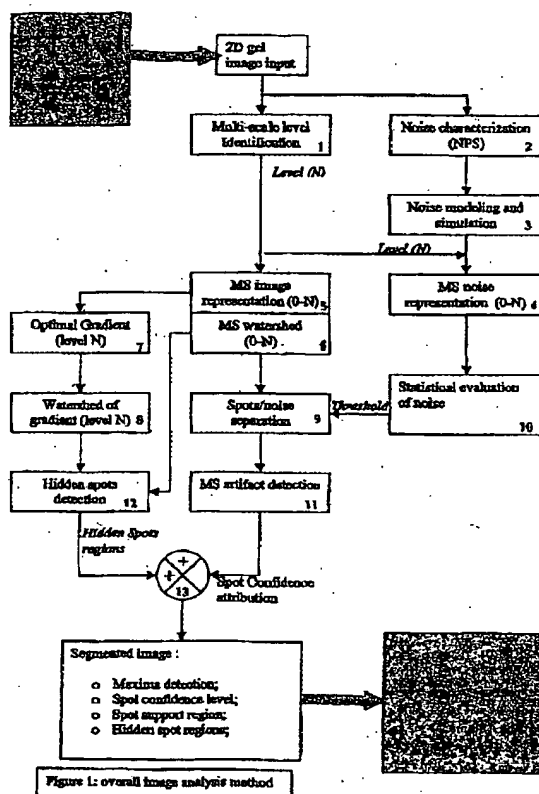 2D gel
image input
Multi-scale level
Identification 1
Noise characterization
(NPS) 2
Level (N)
Noise modeling and
simulation 3
Level (N)
MS image
representation (0-N) 5
MS noise
representation (0-N) 4
Optimal Gradient
(level N) 7
MS watershed
(0-N) 6
Watershed of
gradient (level N) 8
Spots/noise
separation 9
Threshold
Statistical evaluation
of noise
10
Hidden spots
detection 12
MS artifact detection
11
Hidden Spots
regions
+
+
13
Spot Confidence
attribution
Segmented image :
o Maxima detection;
o Spot confidence level;
o Spot support region;
o Hidden spot regions;
Figure 1: overall image analysis method